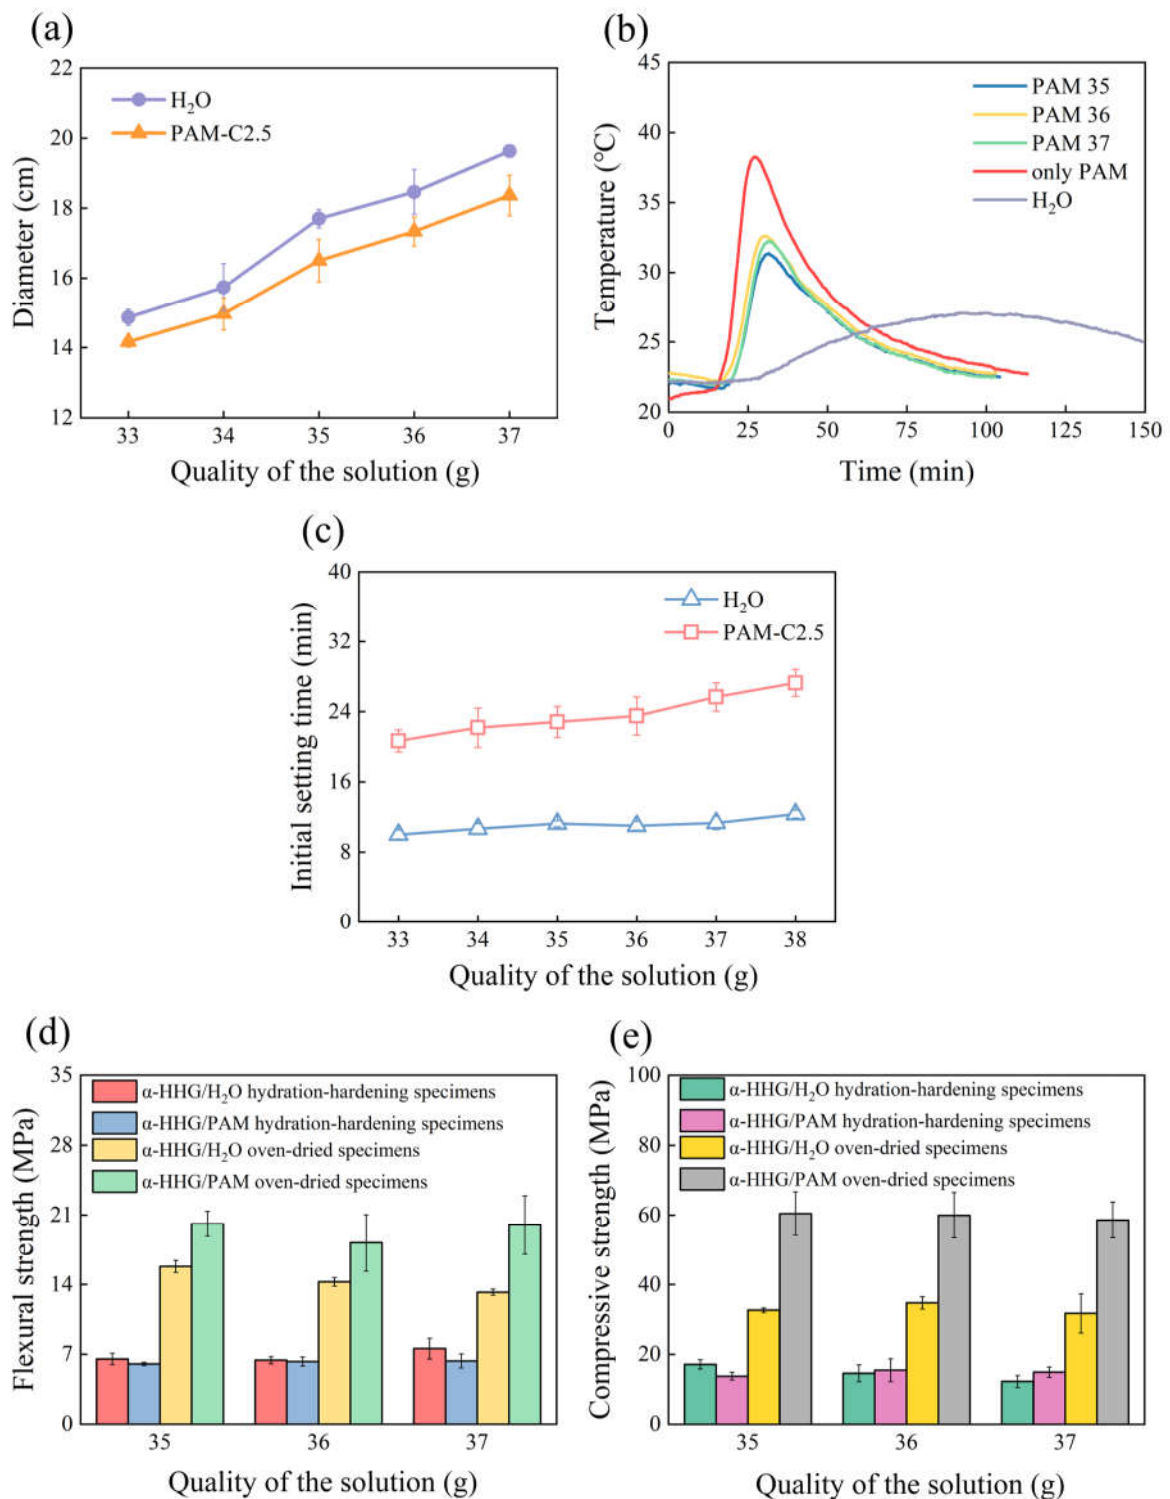 (a)
22
20
18
16
14
12
Diameter (cm)
H₂O
PAM-C2.5
33 34 35 36 37
Quality of the solution (g)
(b)
45
40
35
30
25
20
Temperature (°C)
PAM 35
PAM 36
PAM 37
only PAM
H₂O
0 25 50 75 100 125 150
Time (min)
(c)
40
32
24
16
8
0
Initial setting time (min)
H₂O
PAM-C2.5
33 34 35 36 37 38
Quality of the solution (g)
(d)
35
28
21
14
7
0
Flexural strength (MPa)
α-HHG/H₂O hydration-hardening specimens
α-HHG/PAM hydration-hardening specimens
α-HHG/H₂O oven-dried specimens
α-HHG/PAM oven-dried specimens
35 36 37
Quality of the solution (g)
(e)
100
80
60
40
20
0
Compressive strength (MPa)
α-HHG/H₂O hydration-hardening specimens
α-HHG/PAM hydration-hardening specimens
α-HHG/H₂O oven-dried specimens
α-HHG/PAM oven-dried specimens
35 36 37
Quality of the solution (g)